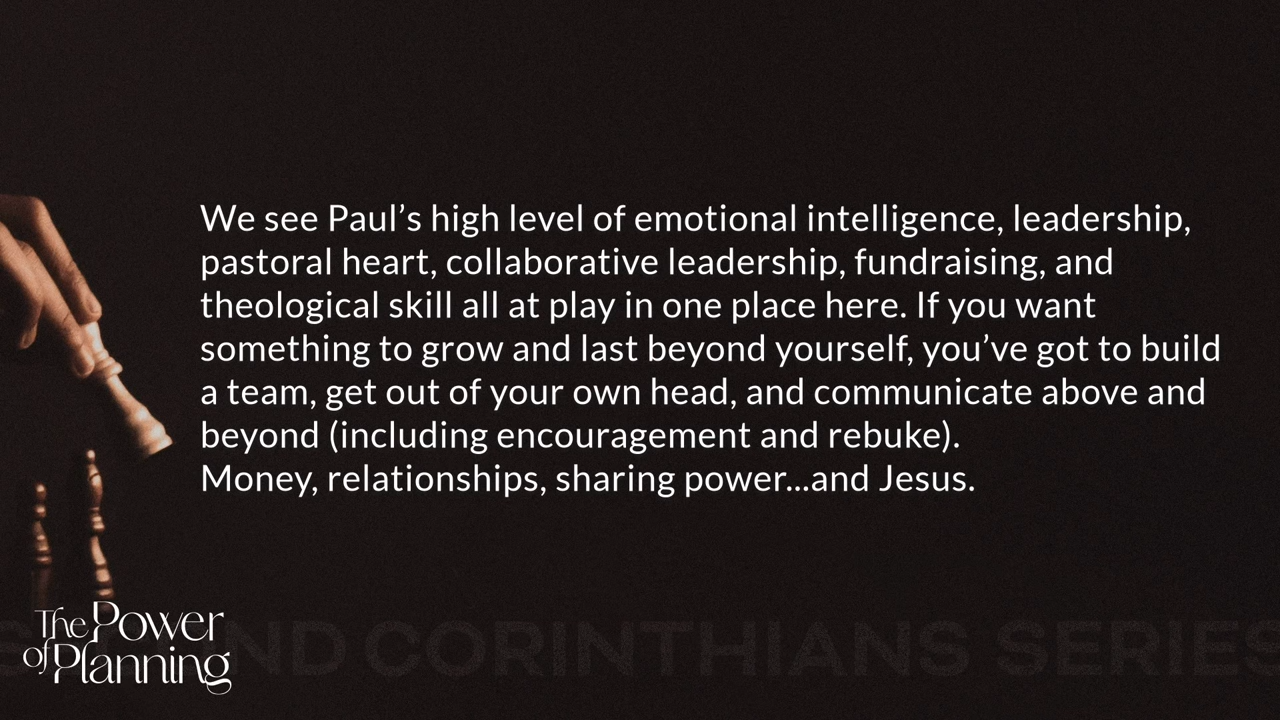 We see Paul’s high level of emotional intelligence, leadership,
pastoral heart, collaborative leadership, fundraising, and
theological skill all at play in one place here. If you want
something to grow and last beyond yourself, you’ve got to build
a team, get out of your own head, and communicate above and
beyond (including encouragement and rebuke).
Money, relationships, sharing power...and Jesus.
The Power
of Planning
ND CORINTHIANS SERIES